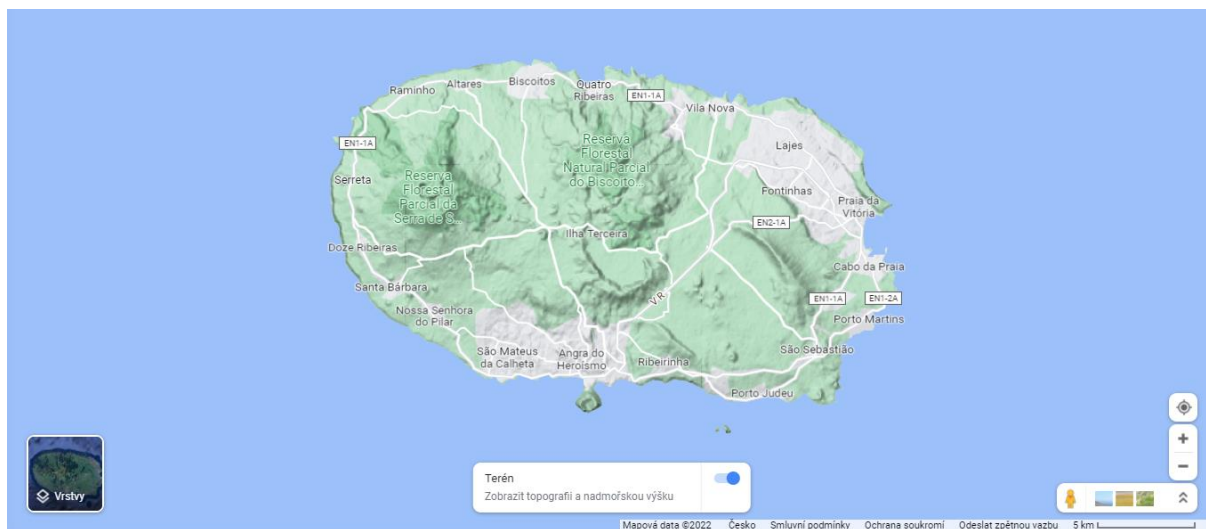 Biscoitos
Altares
Raminho
Quatro
Ribeiras
EN1-1A
Vila Nova
EN1-1A
Reserva
Florestal
Natural Parcial
do Biscoito...
Lajes
Serreta
Reserva
Florestal
Parcial da
Serra de S...
Fontinhas
Praia da
Vitória
EN2-1A
Ilha Terceira
Doze Ribeiras
Cabo da Praia
Santa Bárbara
VR
EN1-1A
EN1-2A
Nossa Senhora
do Pilar
Porto Martins
São Mateus
da Calheta
Angra do
Heroísmo
Ribeirinha
São Sebastião
Porto Judeu
Vrstvy
Terén
Zobrazit topografii a nadmořskou výšku
Mapová data ©2022 Česko Smluvní podmínky Ochrana soukromí Odeslat zpětnou vazbu 5 km